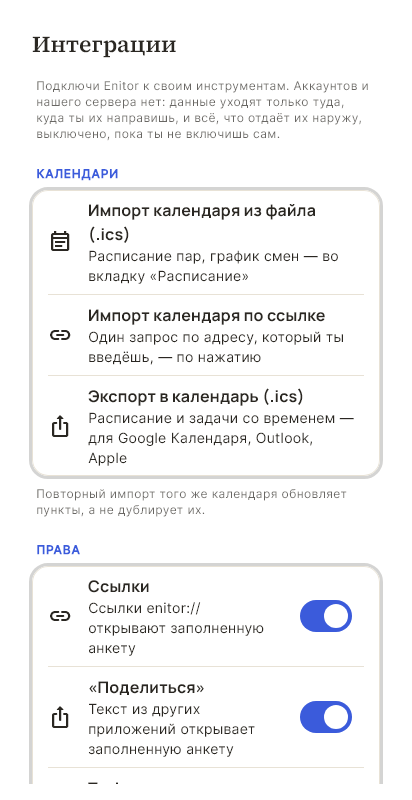 Интеграции
Подключи Enitor к своим инструментам. Аккаунтов и
нашего сервера нет: данные уходят только туда,
куда ты их направишь, и всё, что отдаёт их наружу,
выключено, пока ты не включишь сам.
КАЛЕНДАРИ
Импорт календаря из файла
(.ics)
Расписание пар, график смен — во
вкладку «Расписание»
Импорт календаря по ссылке
Один запрос по адресу, который ты
введёшь, — по нажатию
Экспорт в календарь (.ics)
Расписание и задачи со временем —
для Google Календаря, Outlook,
Apple
Повторный импорт того же календаря обновляет
пункты, а не дублирует их.
ПРАВА
Ссылки
Ссылки enitor://
открывают заполненную
анкету
«Поделиться»
Текст из других
приложений открывает
заполненную анкету